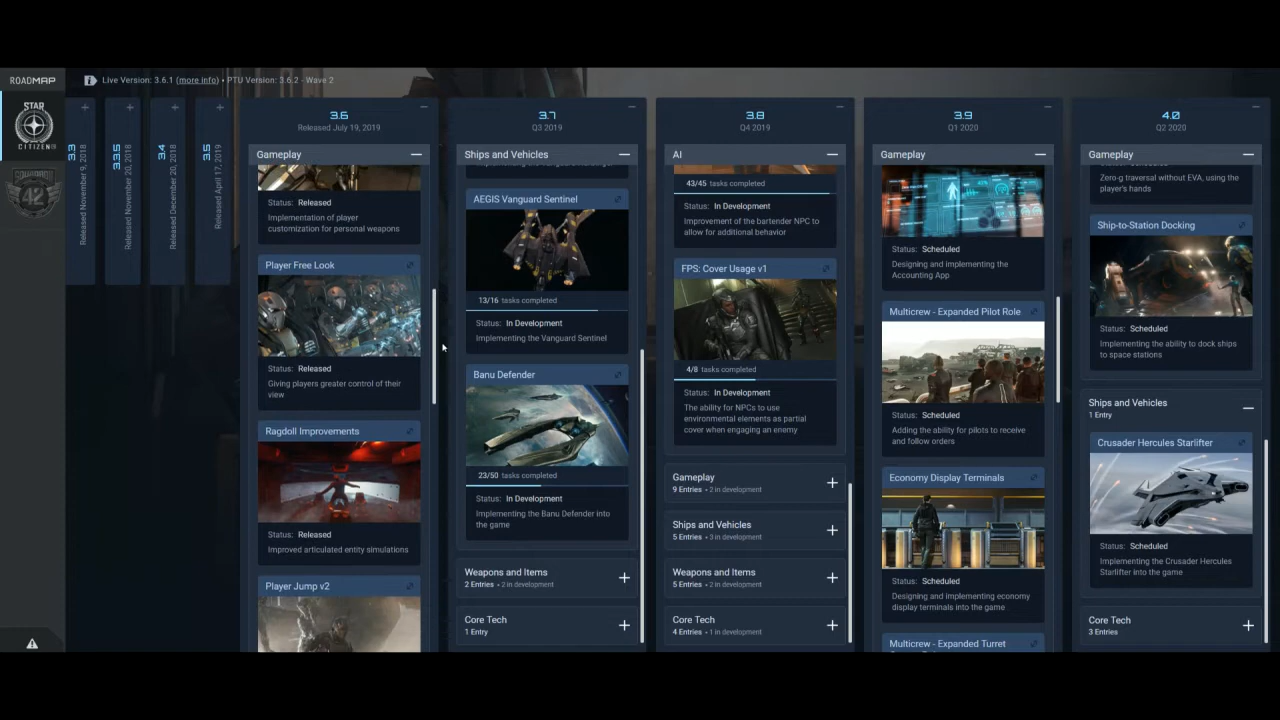 ROADMAP
Live Version: 3.6.1 (more info) • PTU Version: 3.6.2 - Wave 2
STAR
CITIZEN
SQUADRON
42
3.3
Released November 9, 2018
3.3.5
Released November 20, 2018
3.4
Released December 20, 2018
3.5
Released April 17, 2019
3.6
Released July 19, 2019
Gameplay
Status: Released
Implementation of player
customization for personal weapons
Player Free Look
Status: Released
Giving players greater control of their
view
Ragdoll Improvements
Status: Released
Improved articulated entity simulations
Player Jump v2
3.7
Q3 2019
Ships and Vehicles
AEGIS Vanguard Sentinel
13/16 tasks completed
Status: In Development
Implementing the Vanguard Sentinel
Banu Defender
23/50 tasks completed
Status: In Development
Implementing the Banu Defender into
the game
Weapons and Items
2 Entries • 2 in development
Core Tech
1 Entry
3.8
Q4 2019
AI
43/45 tasks completed
Status: In Development
Improvement of the bartender NPC to
allow for additional behavior
FPS: Cover Usage v1
4/8 tasks completed
Status: In Development
The ability for NPCs to use
environmental elements as partial
cover when engaging an enemy
Gameplay
9 Entries • 2 in development
Ships and Vehicles
5 Entries • 3 in development
Weapons and Items
5 Entries • 2 in development
Core Tech
4 Entries • 1 in development
3.9
Q1 2020
Gameplay
Status: Scheduled
Designing and implementing the
Accounting App
Multicrew - Expanded Pilot Role
Status: Scheduled
Adding the ability for pilots to receive
and follow orders
Economy Display Terminals
Status: Scheduled
Designing and implementing economy
display terminals into the game
Multicrew - Expanded Turret
4.0
Q2 2020
Gameplay
Zero-g traversal without EVA, using the
player's hands
Ship-to-Station Docking
Status: Scheduled
Implementing the ability to dock ships
to space stations
Ships and Vehicles
1 Entry
Crusader Hercules Starlifter
Status: Scheduled
Implementing the Crusader Hercules
Starlifter into the game
Core Tech
3 Entries